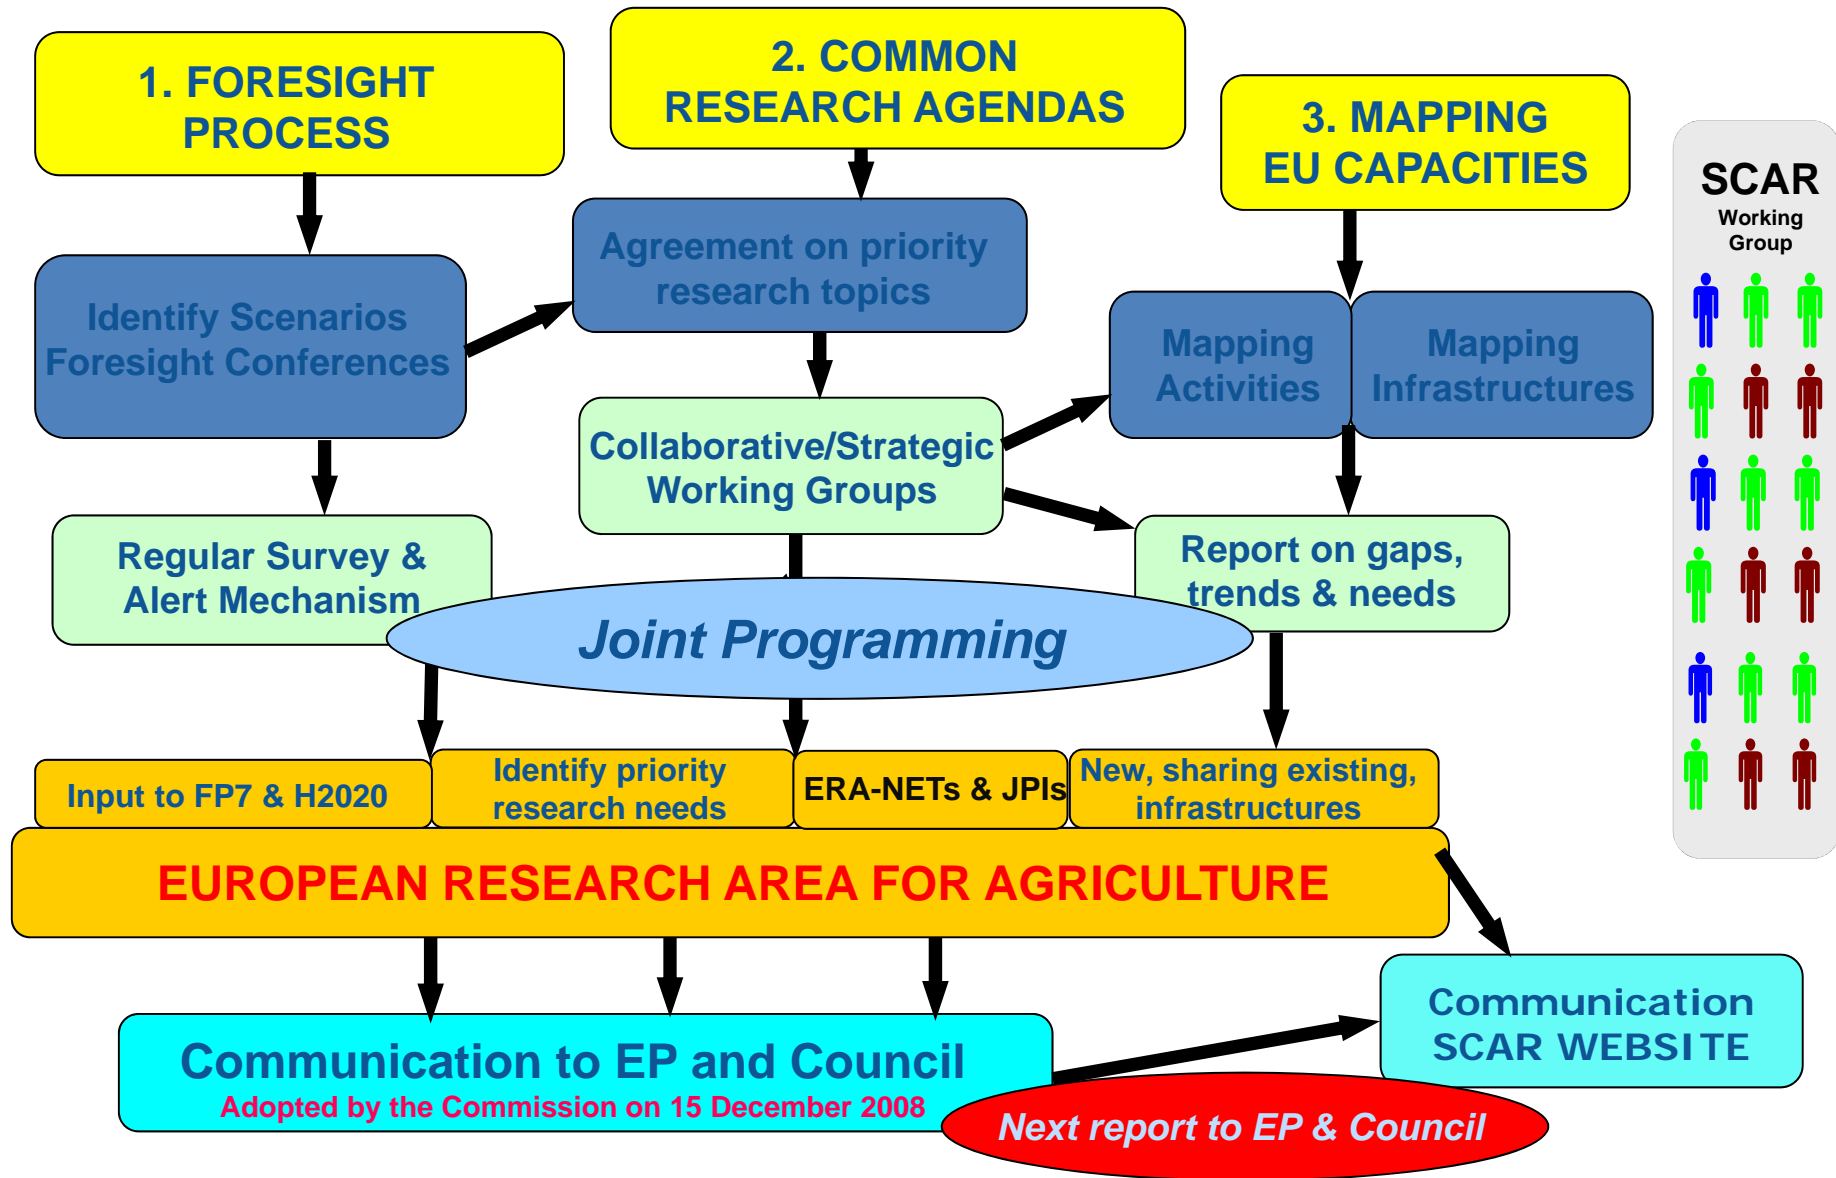 1. FORESIGHT
PROCESS
2. COMMON
RESEARCH AGENDAS
3. MAPPING
EU CAPACITIES
SCAR
Working
Group
Identify Scenarios
Foresight Conferences
Agreement on priority
research topics
Mapping
Activities
Mapping
Infrastructures
Collaborative/Strategic
Working Groups
Regular Survey &
Alert Mechanism
Report on gaps,
trends & needs
Joint Programming
Input to FP7 & H2020
Identify priority
research needs
ERA-NETs & JPIs
New, sharing existing,
infrastructures
EUROPEAN RESEARCH AREA FOR AGRICULTURE
Communication
SCAR WEBSITE
Communication to EP and Council
Adopted by the Commission on 15 December 2008
Next report to EP & Council